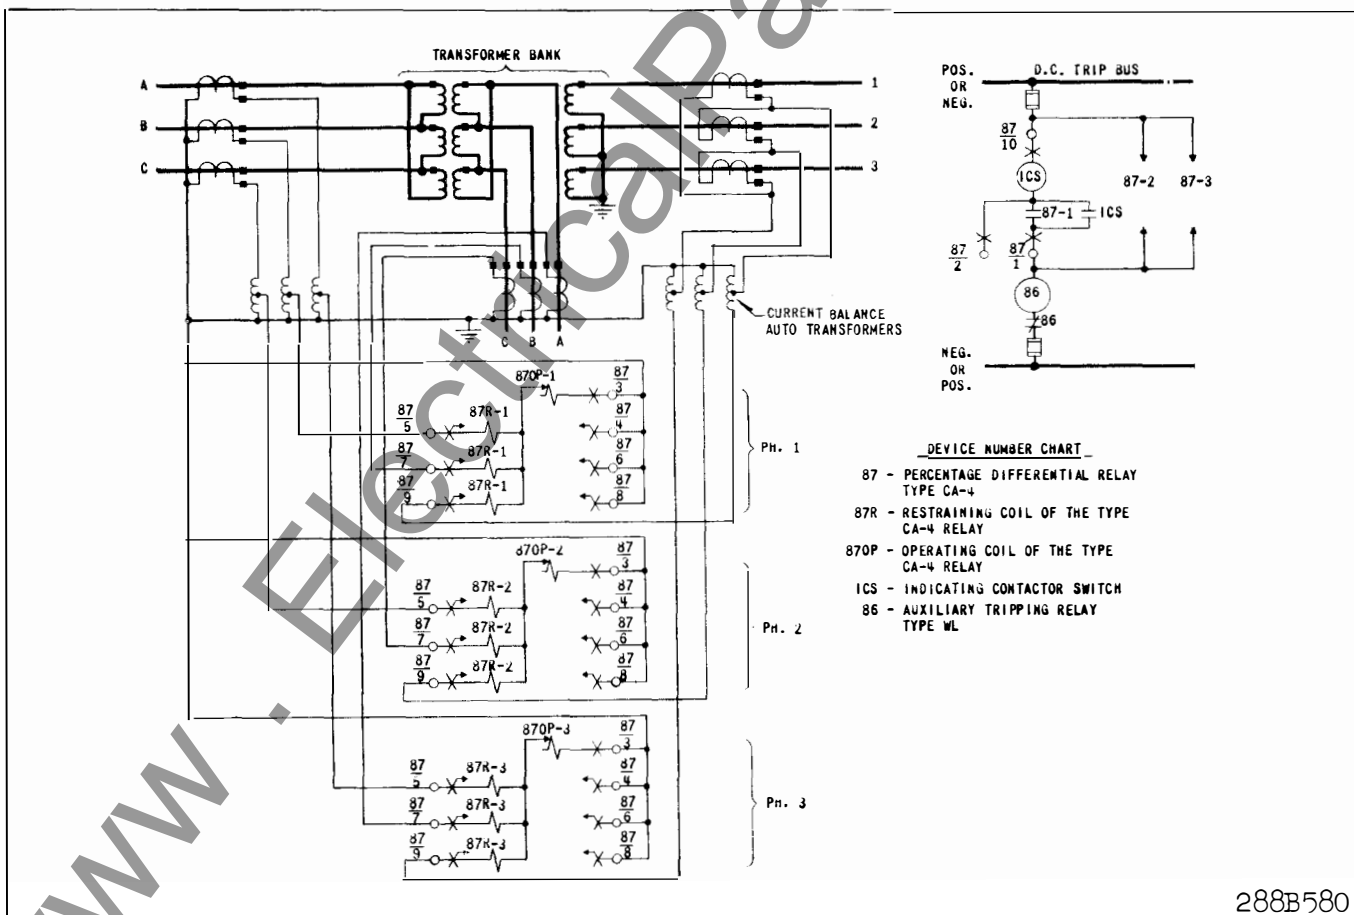 TRANSFORMER BANK
A
B
C
1
2
3
C B A
CURRENT BALANCE
AUTO TRANSFORMERS
POS.
OR
NEG.
D.C. TRIP BUS
87
10
ICS
87-2
87-3
87-1
ICS
87
2
87
1
86
86
NEG.
OR
POS.
87OP-1
87
3
87
5
87R-1
87
4
87
7
87R-1
87
6
87
9
87R-1
87
8
PH. 1
87OP-2
87
3
87
5
87R-2
87
4
87
7
87R-2
87
6
87
9
87R-2
87
8
PH. 2
87OP-3
87
3
87
5
87R-3
87
4
87
7
87R-3
87
6
87
9
87R-3
87
8
PH. 3
DEVICE NUMBER CHART
87 - PERCENTAGE DIFFERENTIAL RELAY
TYPE CA-4
87R - RESTRAINING COIL OF THE TYPE
CA-4 RELAY
87OP - OPERATING COIL OF THE TYPE
CA-4 RELAY
ICS - INDICATING CONTACTOR SWITCH
86 - AUXILIARY TRIPPING RELAY
TYPE WL
288B580
www . ElectricalPa